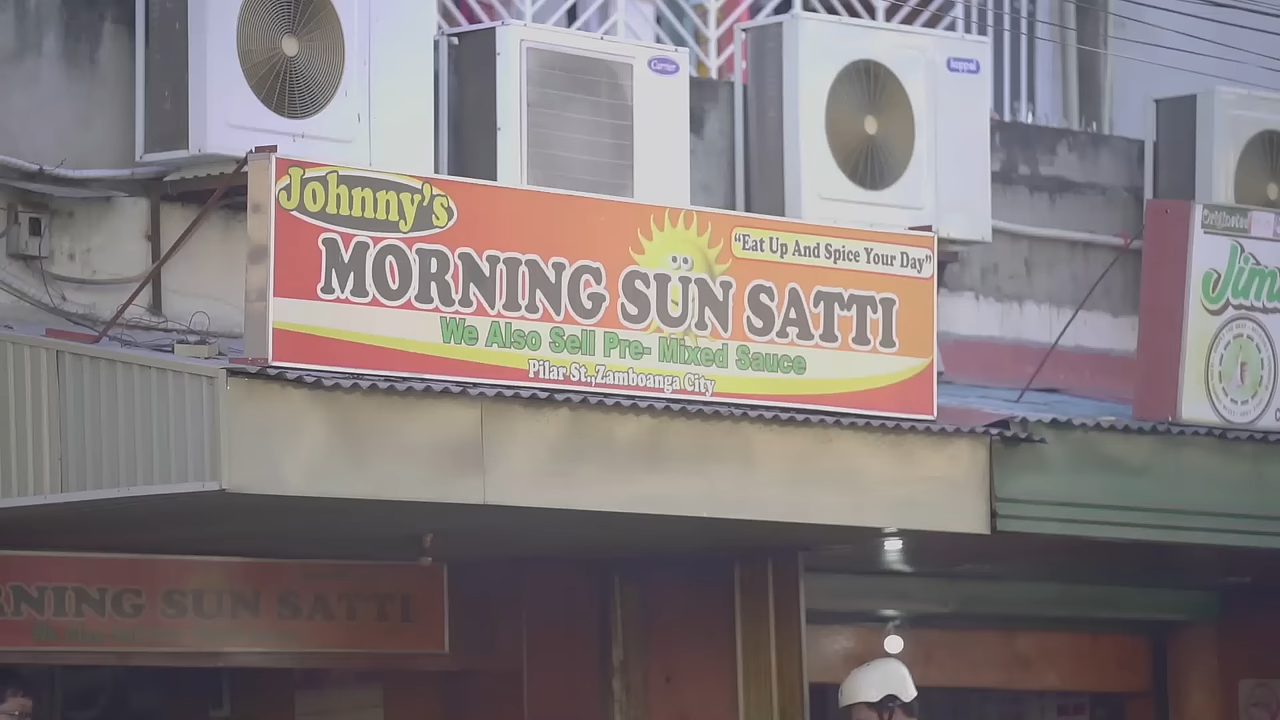 Carrier
Johnny's
"Eat Up And Spice Your Day"
MORNING SUN SATTI
We Also Sell Pre- Mixed Sauce
Pilar St.,Zamboanga City
Jim
SUN SATTI